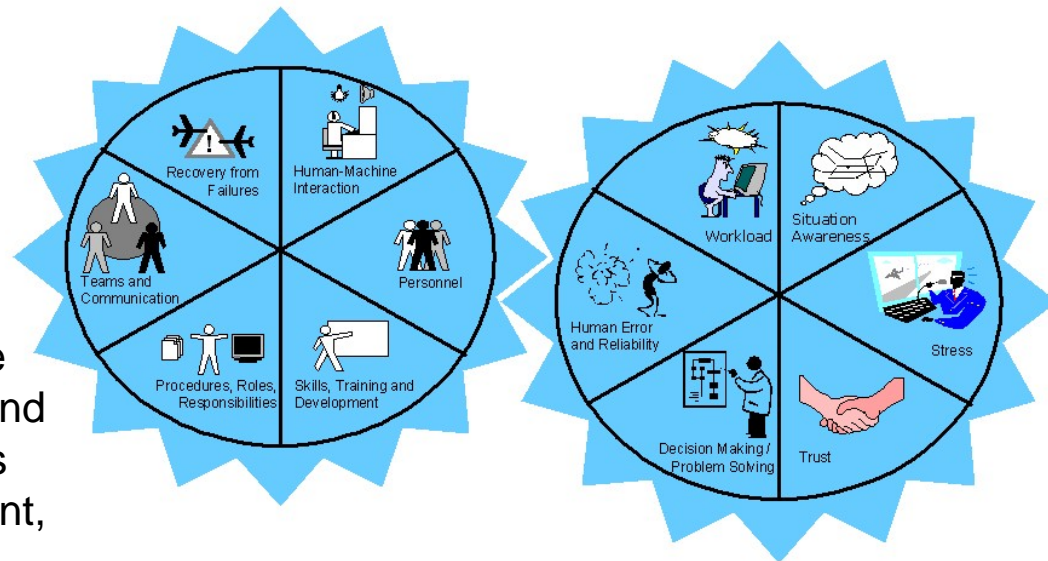 Recovery from
Failures
Human-Machine
Interaction
Teams and
Communication
Personnel
Procedures, Roles,
Responsibilities
Skills, Training and
Development
Workload
Situation
Awareness
Human Error
and Reliability
Stress
Decision Making /
Problem Solving
Trust
e
nd
s
nt,